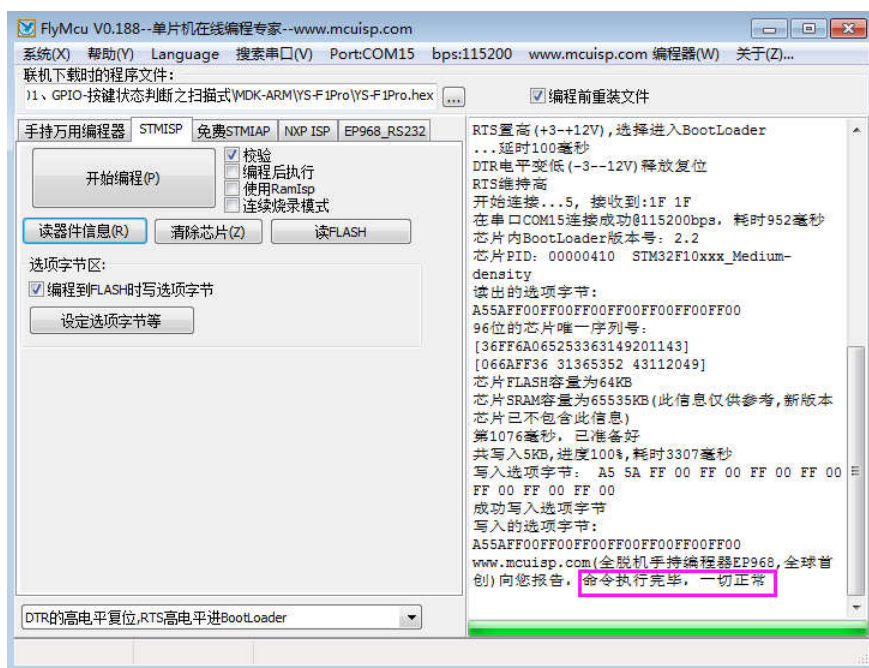 FlyMcu V0.188--单片机在线编程专家--www.mcuisp.com
系统(X) 帮助(Y) Language 搜索串口(V) Port:COM15 bps:115200 www.mcuisp.com 编程器(W) 关于(Z)...
联机下载时的程序文件:
)1、GPIO-按键状态判断之扫描式\MDK-ARM\YS-F1Pro\YS-F1Pro.hex ...
编程前重装文件
手持万用编程器 STMISP 免费STMIAP NXP ISP EP968_RS232
开始编程(P)
校验
编程后执行
使用RamIsp
连续烧录模式
读器件信息(R) 清除芯片(Z) 读FLASH
选项字节区:
编程到FLASH时写选项字节
设定选项字节等
DTR的高电平复位,RTS高电平进BootLoader
RTS置高(+3-+12V),选择进入BootLoader
...延时100毫秒
DTR电平变低(-3--12V)释放复位
RTS维持高
开始连接...5, 接收到:1F 1F
在串口COM15连接成功@115200bps, 耗时952毫秒
芯片内BootLoader版本号: 2.2
芯片PID: 00000410 STM32F10xxx_Medium-
density
读出的选项字节:
A55AFF00FF00FF00FF00FF00FF00FF00
96位的芯片唯一序列号:
[36FF6A065253363149201143]
[066AFF36 31365352 43112049]
芯片FLASH容量为64KB
芯片SRAM容量为65535KB(此信息仅供参考,新版本
芯片已不包含此信息)
第1076毫秒, 已准备好
共写入5KB,进度100%,耗时3307毫秒
写入选项字节: A5 5A FF 00 FF 00 FF 00 FF 00
FF 00 FF 00 FF 00
成功写入选项字节
写入的选项字节:
A55AFF00FF00FF00FF00FF00FF00FF00
www.mcuisp.com(全脱机手持编程器EP968,全球首
创)向您报告, 命令执行完毕, 一切正常